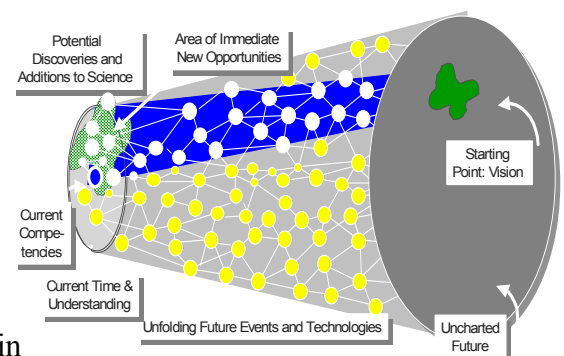 Potential
Discoveries and
Additions to Science
Area of Immediate
New Opportunities
Starting
Point: Vision
Current
Compe-
tencies
Current Time &
Understanding
Unfolding Future Events and Technologies
Uncharted
Future
in